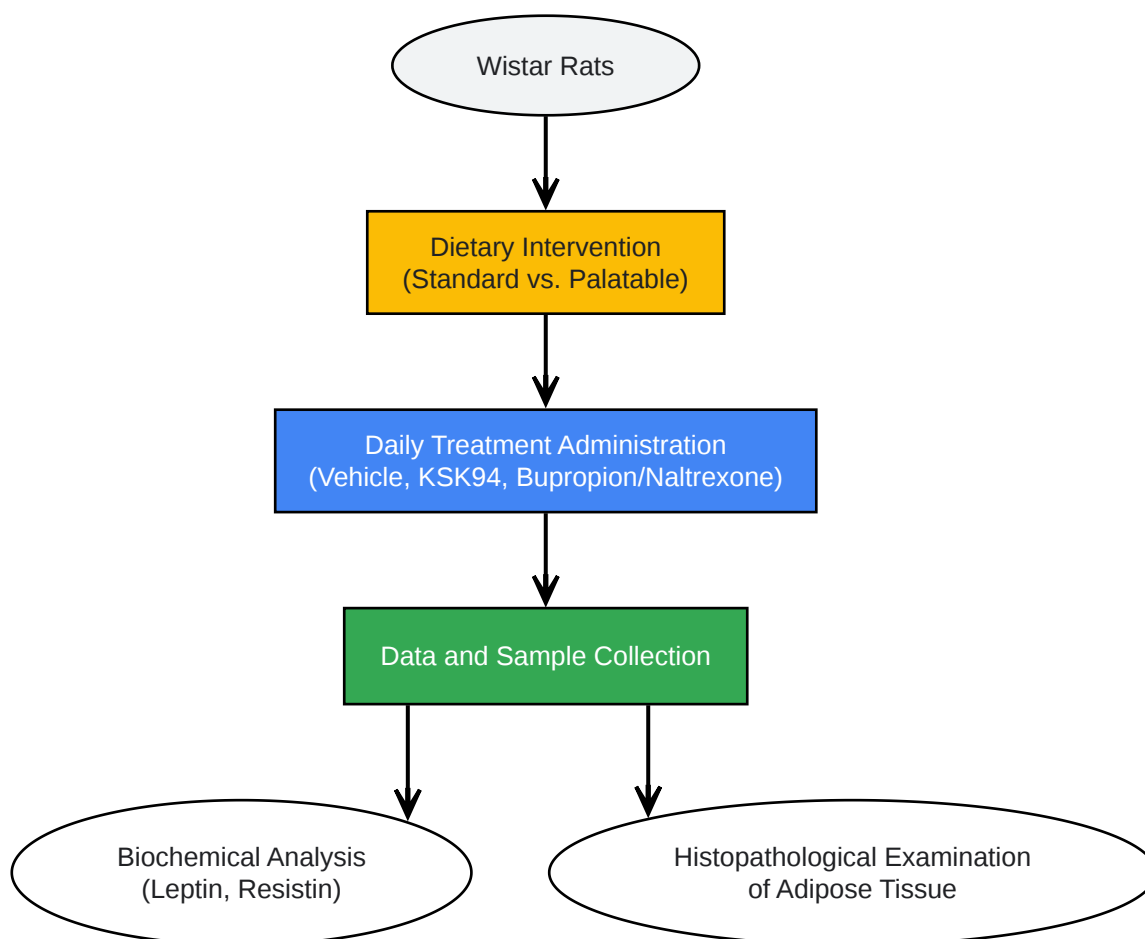 Wistar Rats
Dietary Intervention
(Standard vs. Palatable)
Daily Treatment Administration
(Vehicle, KSK94, Bupropion/Naltrexone)
Data and Sample Collection
Biochemical Analysis
(Leptin, Resistin)
Histopathological Examination
of Adipose Tissue